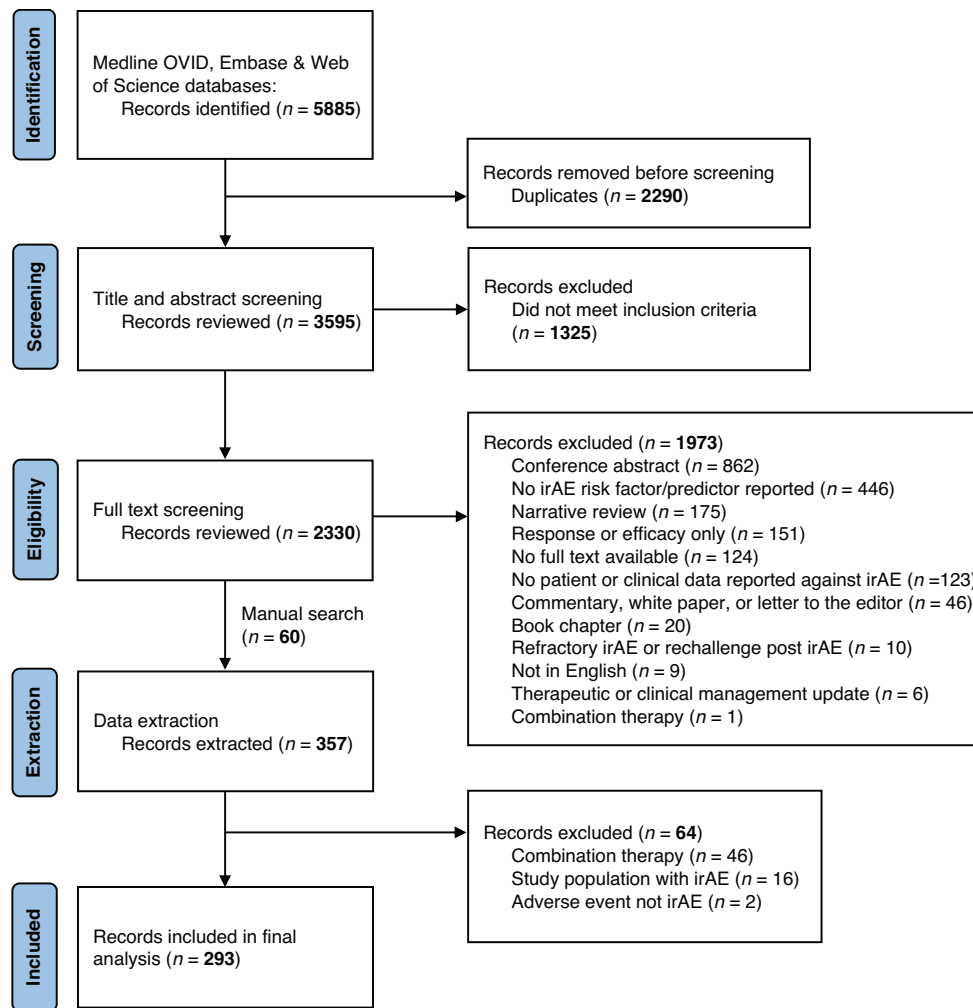 Identification
Medline OVID, Embase & Web
of Science databases:
Records identified (n = 5885)
Records removed before screening
Duplicates (n = 2290)
Screening
Title and abstract screening
Records reviewed (n = 3595)
Records excluded
Did not meet inclusion criteria
(n = 1325)
Eligibility
Full text screening
Records reviewed (n = 2330)
Records excluded (n = 1973)
Conference abstract (n = 862)
No irAE risk factor/predictor reported (n = 446)
Narrative review (n = 175)
Response or efficacy only (n = 151)
No full text available (n = 124)
No patient or clinical data reported against irAE (n =123)
Commentary, white paper, or letter to the editor (n = 46)
Book chapter (n = 20)
Refractory irAE or rechallenge post irAE (n = 10)
Not in English (n = 9)
Therapeutic or clinical management update (n = 6)
Combination therapy (n = 1)
Manual search
(n = 60)
Extraction
Data extraction
Records extracted (n = 357)
Records excluded (n = 64)
Combination therapy (n = 46)
Study population with irAE (n = 16)
Adverse event not irAE (n = 2)
Included
Records included in final
analysis (n = 293)